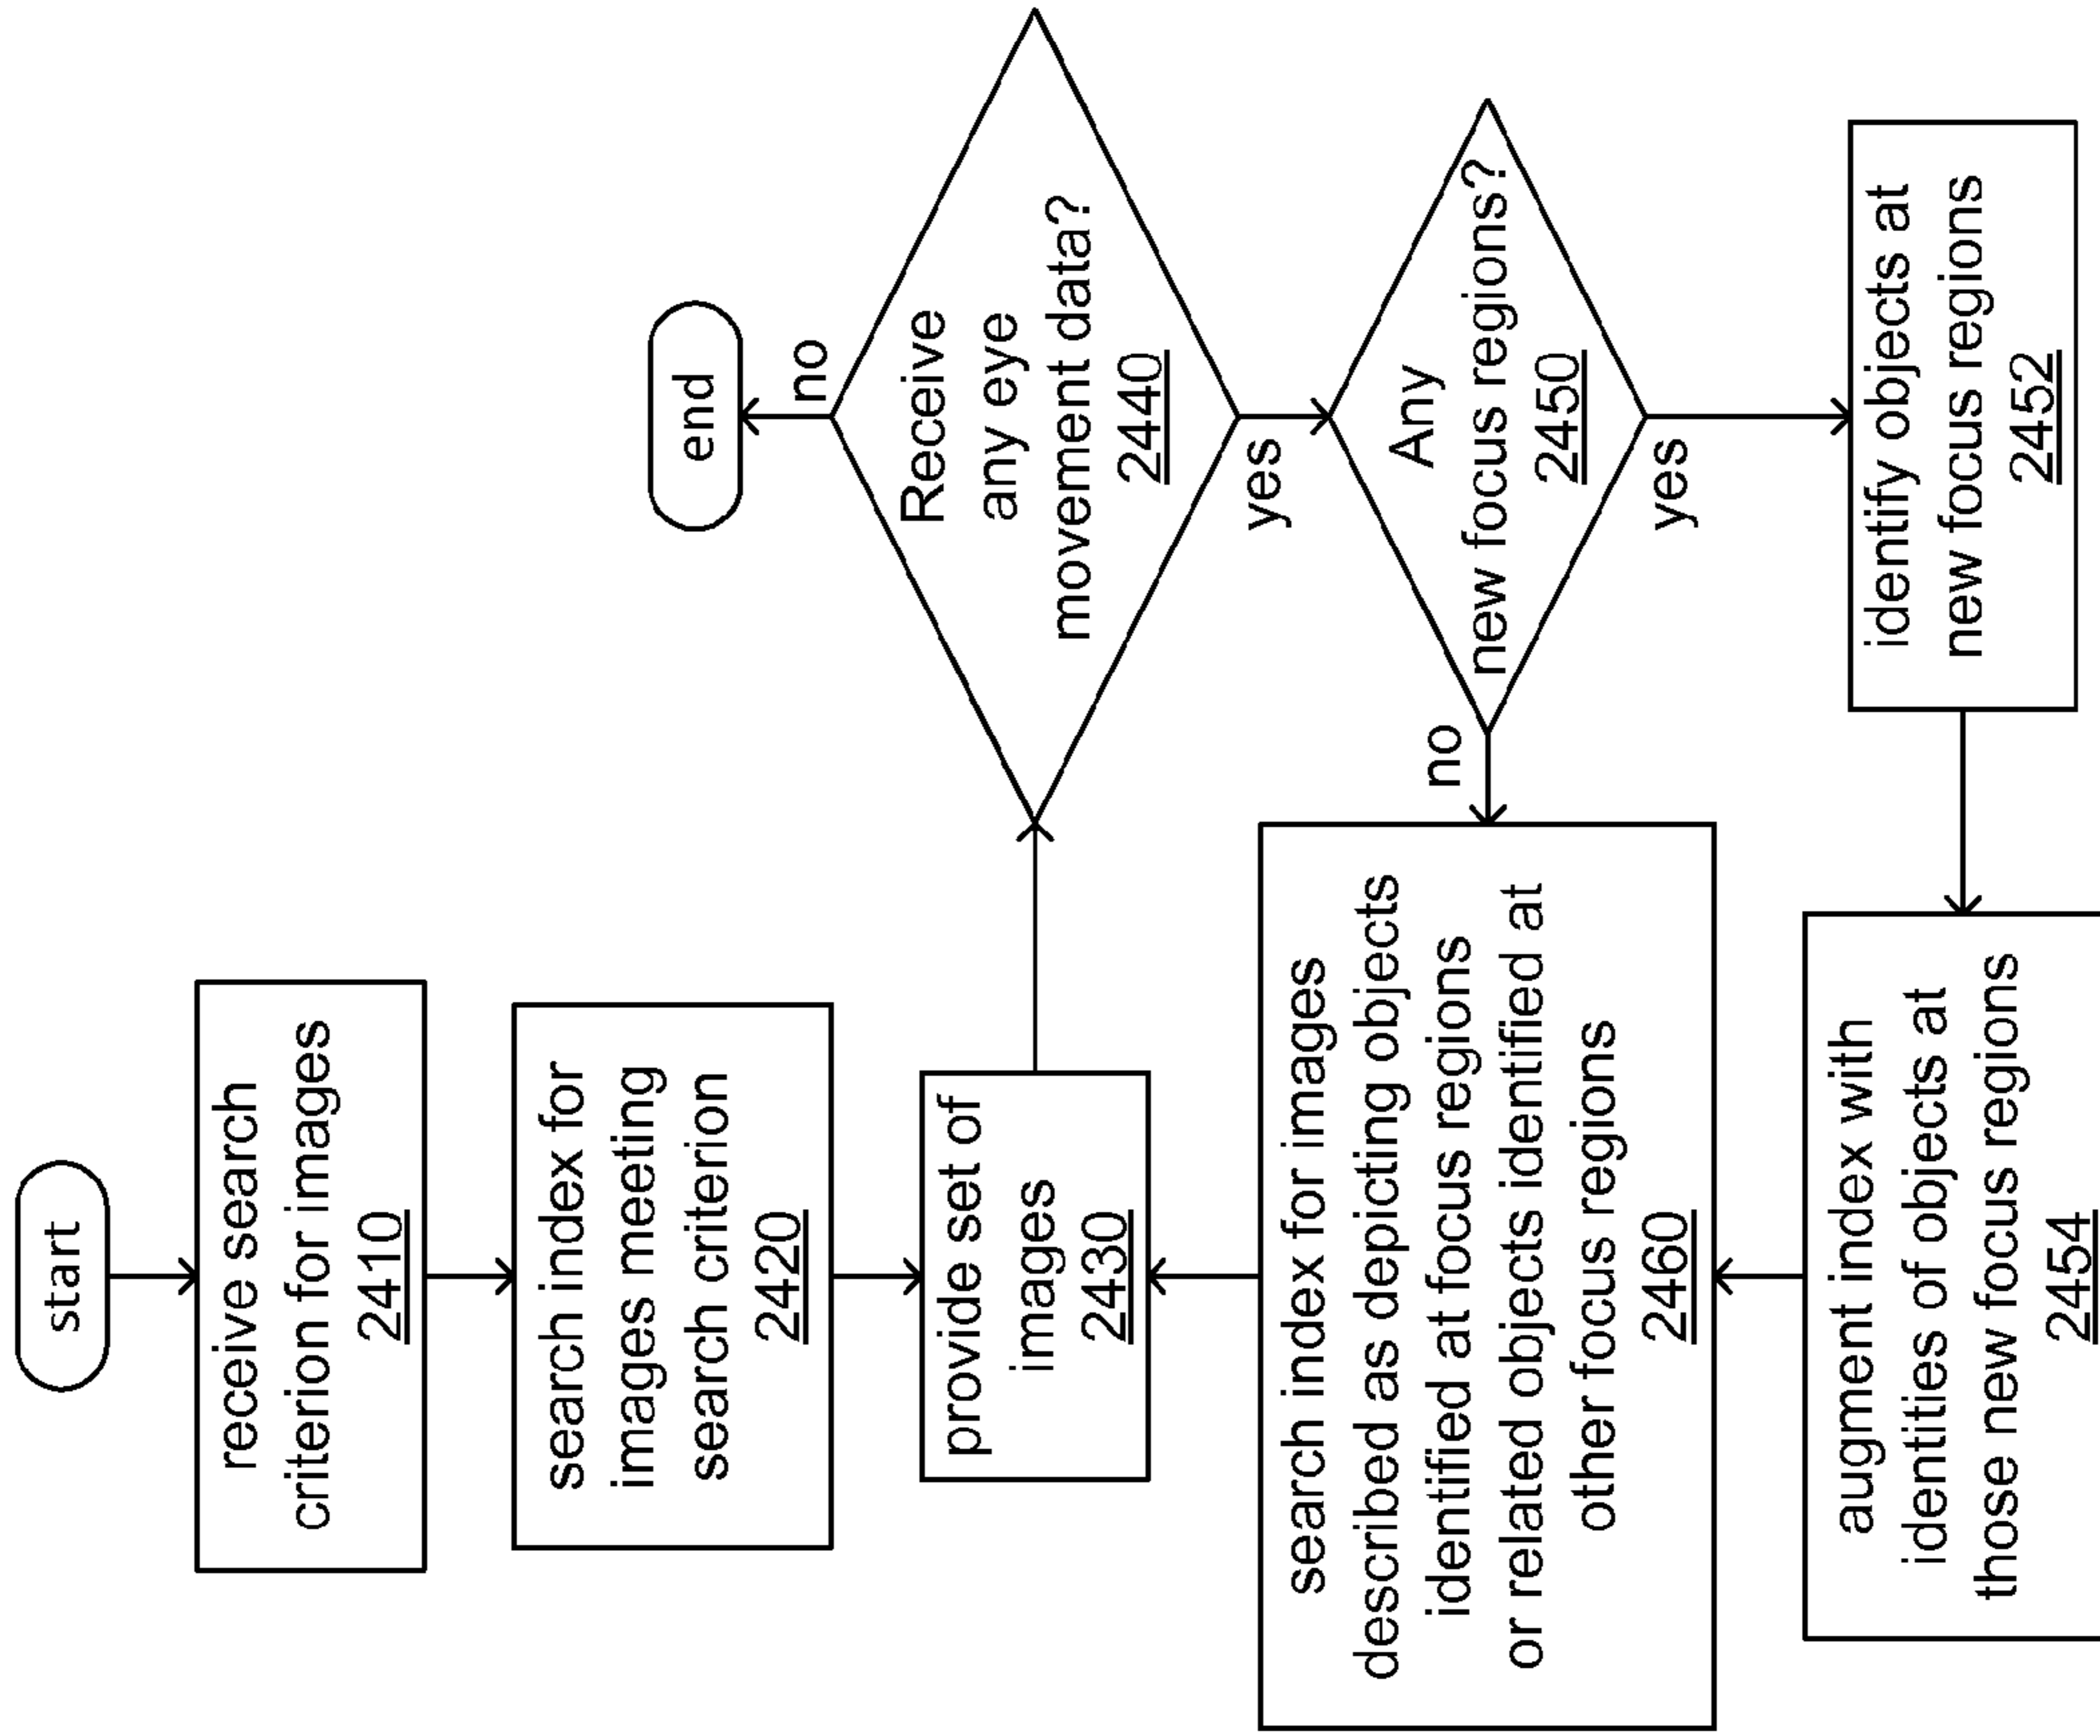 start
receive search
criterion for images
2410
search index for
images meeting
search criterion
2420
provide set of
images
2430
end
no
Receive
any eye
movement data?
2440
yes
Any
new focus regions?
2450
no
yes
search index for images
described as depicting objects
identified at focus regions
or related objects identified at
other focus regions
2460
identify objects at
new focus regions
2452
augment index with
identities of objects at
those new focus regions
2454